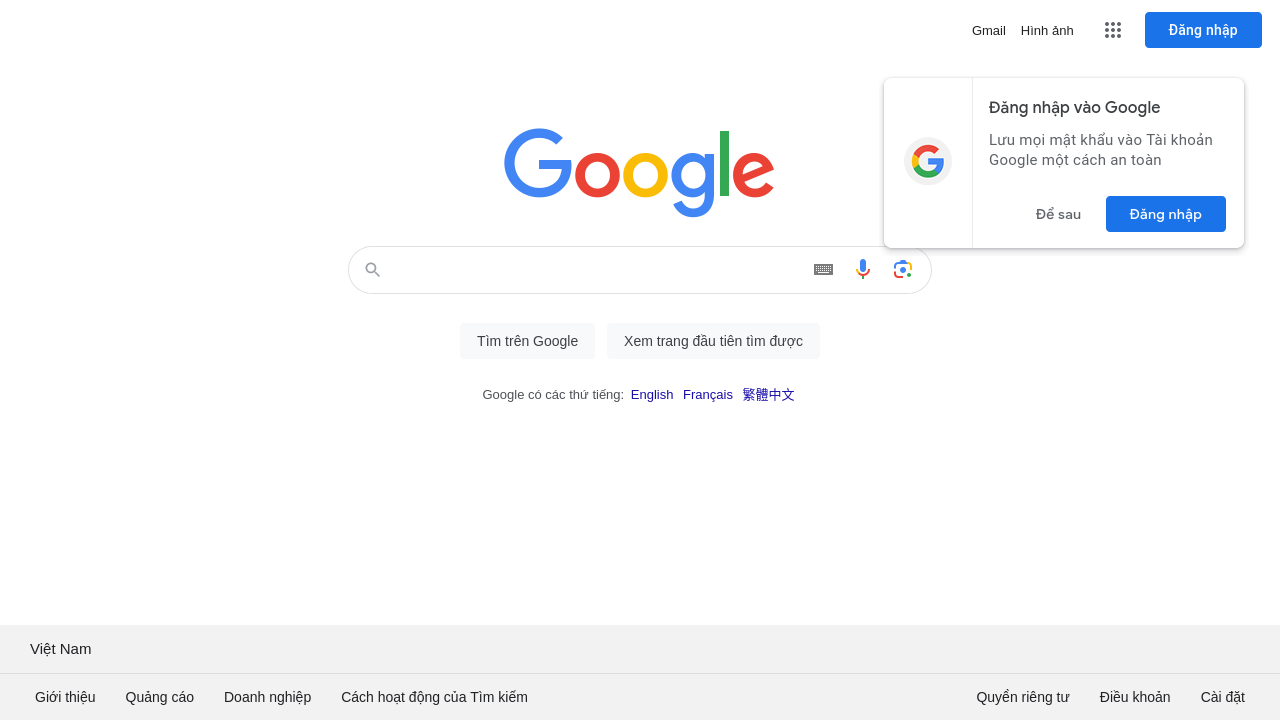 Gmail Hình ảnh Đăng nhập
Đăng nhập vào Google
Lưu mọi mật khẩu vào Tài khoản
Google một cách an toàn
Để sau Đăng nhập
Google
Tìm trên Google Xem trang đầu tiên tìm được
Google có các thứ tiếng: English Français 繁體中文
Việt Nam
Giới thiệu Quảng cáo Doanh nghiệp Cách hoạt động của Tìm kiếm Quyền riêng tư Điều khoản Cài đặt